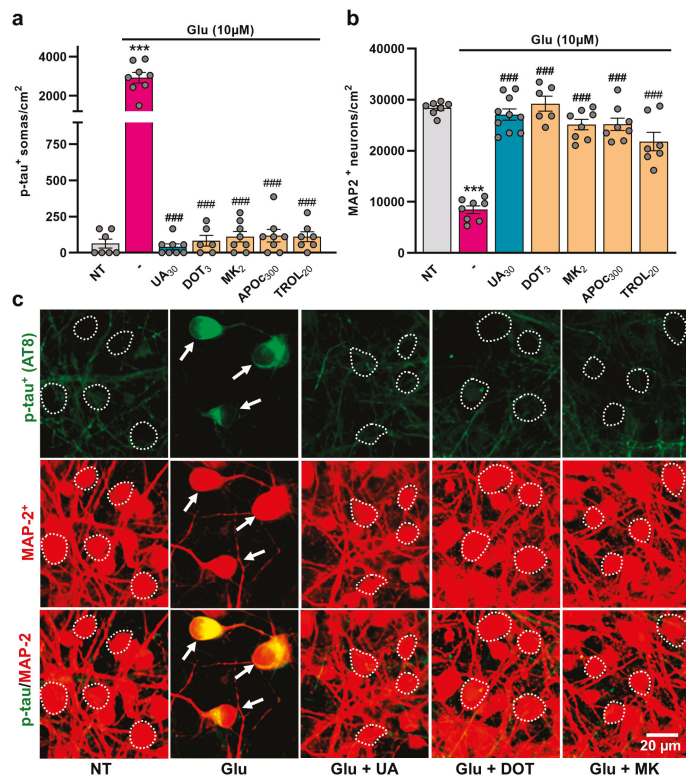 a
Glu (10µM)
p-tau⁺ somas/cm²
4000
3000
2000
250
125
0
***
###
###
###
###
###
NT
-
UA₃₀
DOT₃
MK₂
APOc₃₀₀
TROL₂₀
b
Glu (10µM)
MAP2 ⁺ neurons/cm²
40000
30000
20000
10000
0
***
###
###
###
###
###
NT
-
UA₃₀
DOT₃
MK₂
APOc₃₀₀
TROL₂₀
c
p-tau⁺ (AT8)
MAP-2⁺
p-tau/MAP-2
20 µm
NT
Glu
Glu + UA
Glu + DOT
Glu + MK